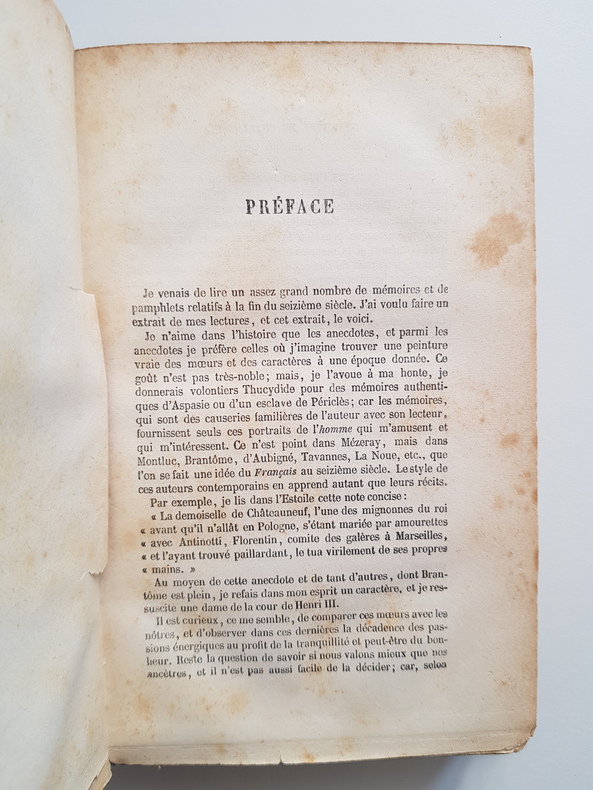 PRÉFACE
Je venais de lire un assez grand nombre de mémoires et de
pamphlets relatifs à la fin du seizième siècle. J'ai voulu faire un
extrait de mes lectures, et cet extrait, le voici.
Je n'aime dans l'histoire que les anecdotes, et parmi les
anecdotes je préfère celles où j'imagine trouver une peinture
vraie des mœurs et des caractères à une époque donnée. Ce
goût n'est pas très-noble; mais, je l'avoue à ma honte, je
donnerais volontiers Thucydide pour des mémoires authenti-
ques d'Aspasie ou d'un esclave de Périclès; car les mémoires,
qui sont des causeries familières de l'auteur avec son lecteur,
fournissent seuls ces portraits de l'homme qui m'amusent et
qui m'intéressent. Ce n'est point dans Mézeray, mais dans
Montluc, Brantôme, d'Aubigné, Tavannes, La Noue, etc., que
l'on se fait une idée du Français au seizième siècle. Le style de
ces auteurs contemporains en apprend autant que leurs récits.
Par exemple, je lis dans l'Estoile cette note concise:
« La demoiselle de Châteauneuf, l'une des mignonnes du roi
« avant qu'il n'allât en Pologne, s'étant mariée par amourettes
« avec Antinotti, Florentin, comite des galères à Marseilles,
« et l'ayant trouvé paillardant, le tua virilement de ses propres
« mains. »
Au moyen de cette anecdote et de tant d'autres, dont Bran-
tôme est plein, je refais dans mon esprit un caractère, et je res-
suscite une dame de la cour de Henri III.
Il est curieux, ce me semble, de comparer ces mœurs avec les
nôtres, et d'observer dans ces dernières la décadence des pas-
sions énergiques au profit de la tranquillité et peut-être du bon-
heur. Reste la question de savoir si nous valons mieux que nos
ancêtres, et il n'est pas aussi facile de la décider; car, selon